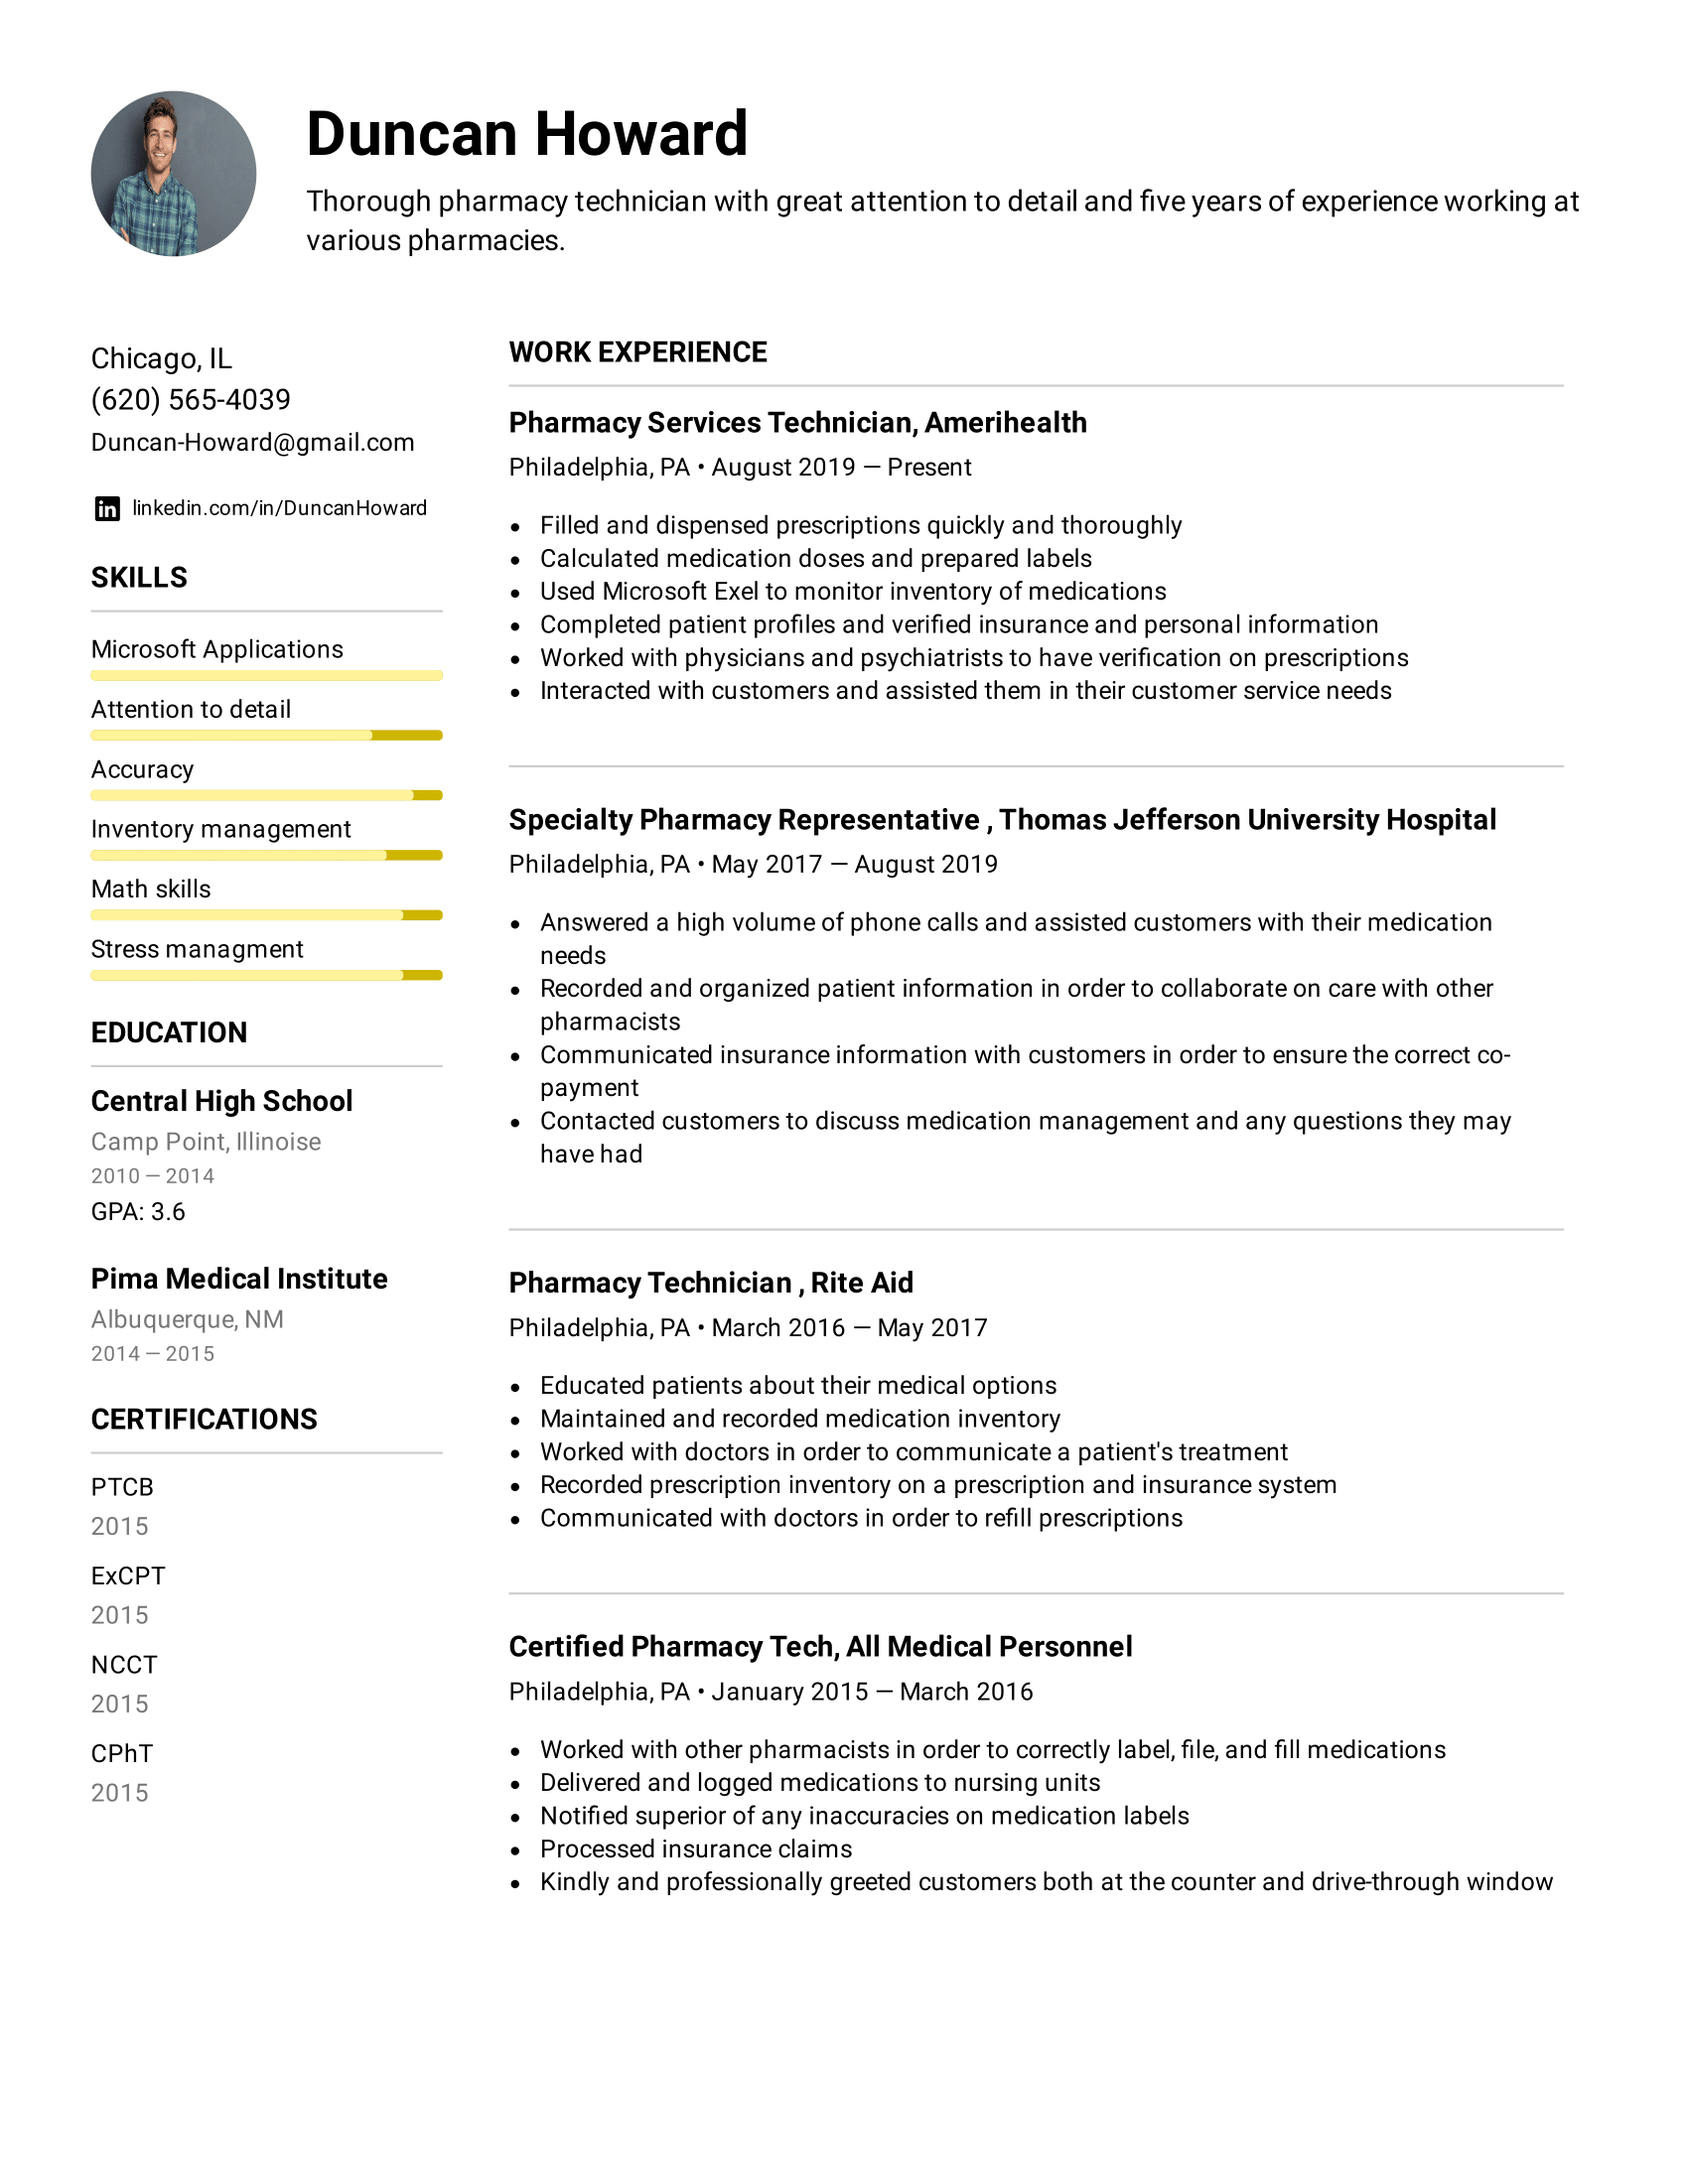 Duncan Howard
Thorough pharmacy technician with great attention to detail and five years of experience working at
various pharmacies.
Chicago, IL
(620) 565-4039
Duncan-Howard@gmail.com
in linkedin.com/in/DuncanHoward
SKILLS
Microsoft Applications
Attention to detail
Accuracy
Inventory management
Math skills
Stress managment
EDUCATION
Central High School
Camp Point, Illinoise
2010 — 2014
GPA: 3.6
Pima Medical Institute
Albuquerque, NM
2014 — 2015
CERTIFICATIONS
PTCB
2015
ExCPT
2015
NCCT
2015
CPhT
2015
WORK EXPERIENCE
Pharmacy Services Technician, Amerihealth
Philadelphia, PA • August 2019 — Present
• Filled and dispensed prescriptions quickly and thoroughly
• Calculated medication doses and prepared labels
• Used Microsoft Exel to monitor inventory of medications
• Completed patient profiles and verified insurance and personal information
• Worked with physicians and psychiatrists to have verification on prescriptions
• Interacted with customers and assisted them in their customer service needs
Specialty Pharmacy Representative , Thomas Jefferson University Hospital
Philadelphia, PA • May 2017 — August 2019
• Answered a high volume of phone calls and assisted customers with their medication
needs
• Recorded and organized patient information in order to collaborate on care with other
pharmacists
• Communicated insurance information with customers in order to ensure the correct co-
payment
• Contacted customers to discuss medication management and any questions they may
have had
Pharmacy Technician , Rite Aid
Philadelphia, PA • March 2016 — May 2017
• Educated patients about their medical options
• Maintained and recorded medication inventory
• Worked with doctors in order to communicate a patient's treatment
• Recorded prescription inventory on a prescription and insurance system
• Communicated with doctors in order to refill prescriptions
Certified Pharmacy Tech, All Medical Personnel
Philadelphia, PA • January 2015 — March 2016
• Worked with other pharmacists in order to correctly label, file, and fill medications
• Delivered and logged medications to nursing units
• Notified superior of any inaccuracies on medication labels
• Processed insurance claims
• Kindly and professionally greeted customers both at the counter and drive-through window